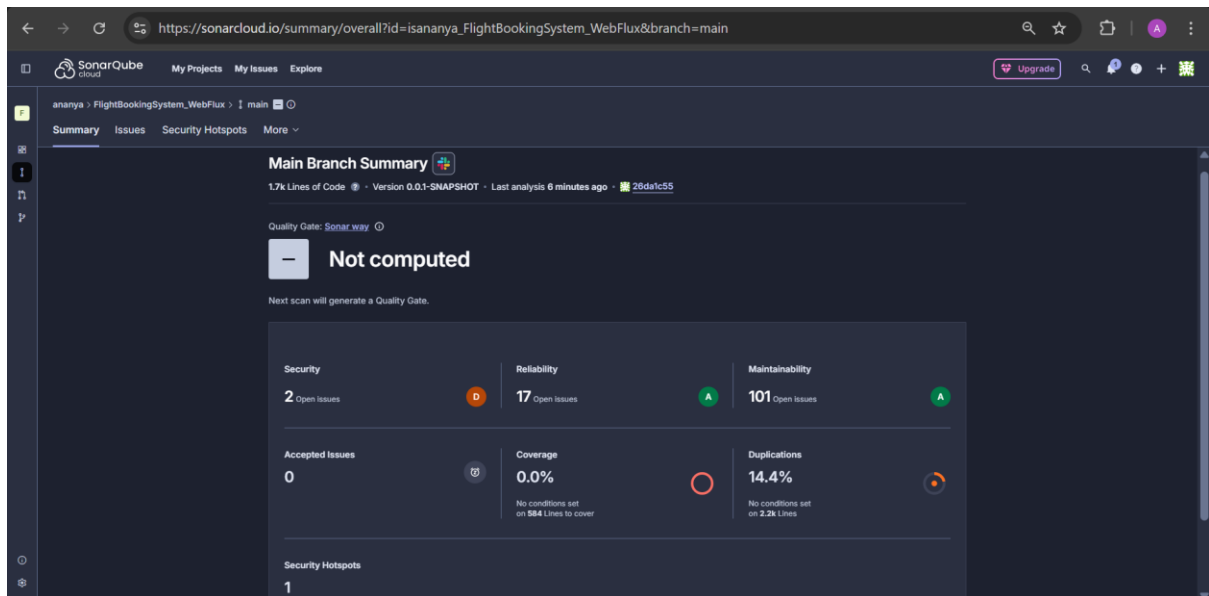 https://sonarcloud.io/summary/overall?id=isananya_FlightBookingSystem_WebFlux&branch=main
A
SonarQube cloud My Projects My Issues Explore Upgrade 1
F
ananya > FlightBookingSystem_WebFlux > main
Summary Issues Security Hotspots More
Main Branch Summary
1.7k Lines of Code • Version 0.0.1-SNAPSHOT • Last analysis 6 minutes ago • 26da1c55
Quality Gate: Sonar way
Not computed
Next scan will generate a Quality Gate.
Security Reliability Maintainability
2 Open issues D 17 Open issues A 101 Open issues A
Accepted Issues Coverage Duplications
0 0.0% 14.4%
No conditions set No conditions set
on 584 Lines to cover on 2.2k Lines
Security Hotspots
1